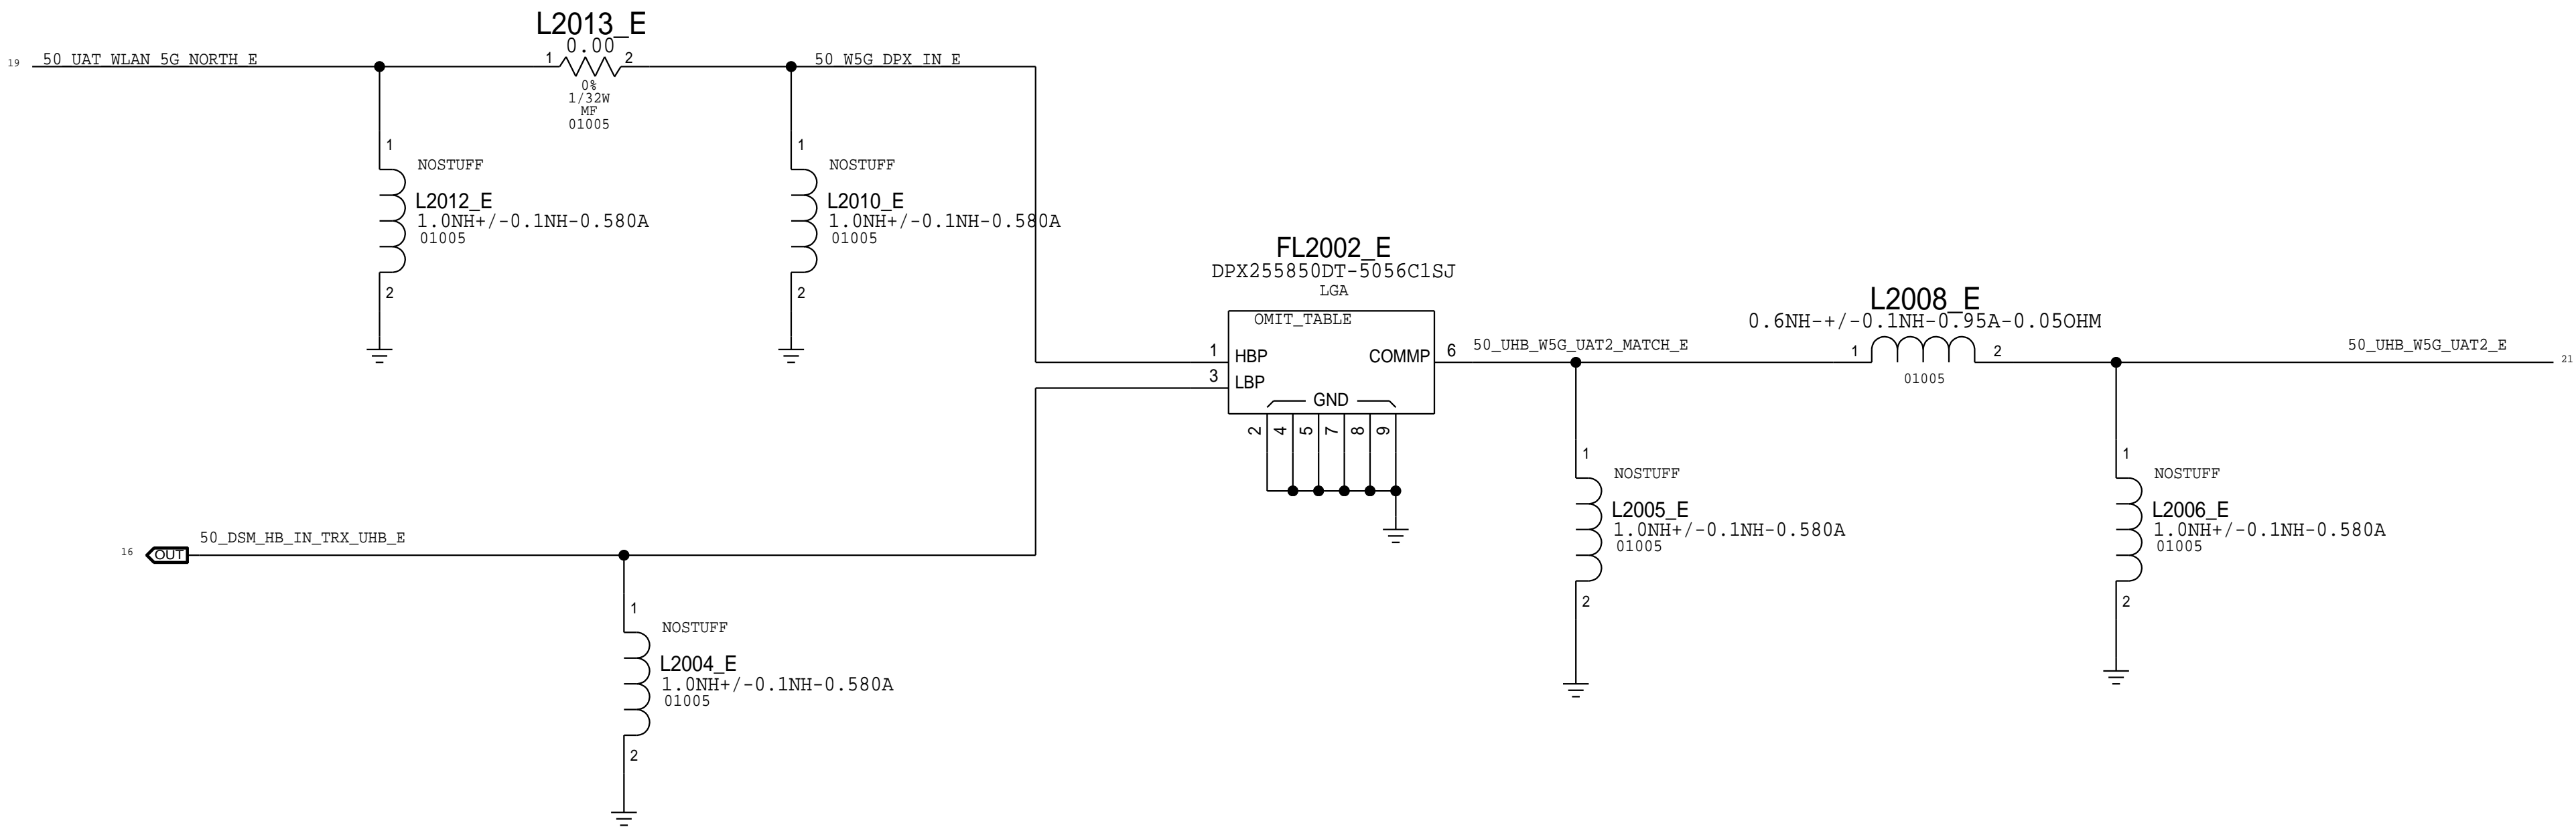 L2013_E
0.00
19
50_UAT_WLAN_5G_NORTH_E
1
2
50_W5G_DPX_IN_E
0%
1/32W
MF
01005
1
NOSTUFF
L2012_E
1.0NH+/-0.1NH-0.580A
01005
2
1
NOSTUFF
L2010_E
1.0NH+/-0.1NH-0.580A
01005
2
FL2002_E
DPX255850DT-5056C1SJ
LGA
OMIT_TABLE
1
HBP
COMMP
6
3
LBP
GND
2
4
5
7
8
9
50_UHB_W5G_UAT2_MATCH_E
L2008_E
0.6NH-+/-0.1NH-0.95A-0.05OHM
1
2
01005
50_UHB_W5G_UAT2_E
21
1
NOSTUFF
L2005_E
1.0NH+/-0.1NH-0.580A
01005
2
1
NOSTUFF
L2006_E
1.0NH+/-0.1NH-0.580A
01005
2
16
OUT
50_DSM_HB_IN_TRX_UHB_E
1
NOSTUFF
L2004_E
1.0NH+/-0.1NH-0.580A
01005
2